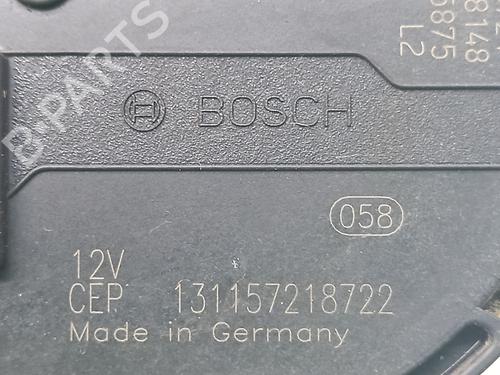 8148
5875
L2
BOSCH
058
12V
CEP 131157218722
Made in Germany
B-PARTS